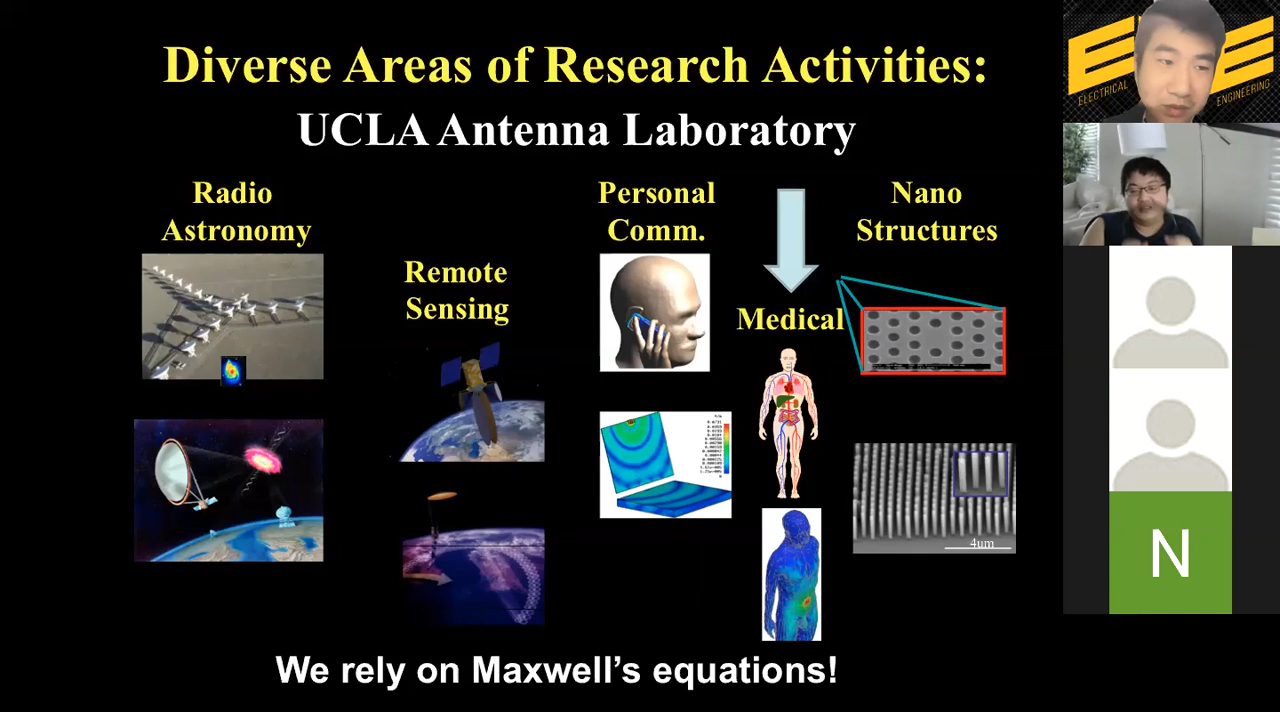 Diverse Areas of Research Activities:
UCLA Antenna Laboratory
Radio
Astronomy
Remote
Sensing
Personal
Comm.
Medical
Nano
Structures
4um
We rely on Maxwell's equations!
ELECTRICAL
ENGINEERING
N